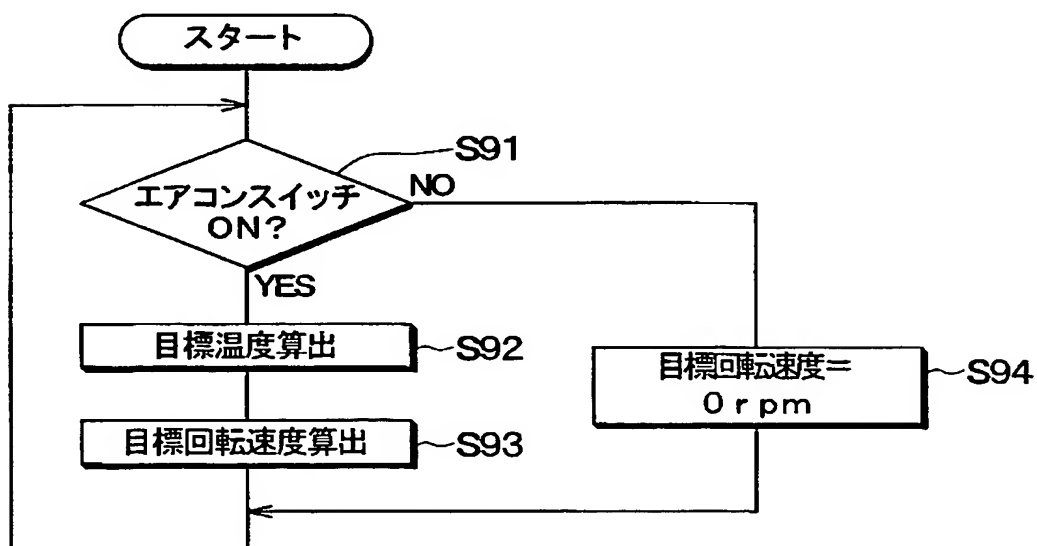 スタート
S91
エアコンスイッチ
ON?
NO
YES
目標温度算出
S92
目標回転速度=
0rpm
S94
目標回転速度算出
S93